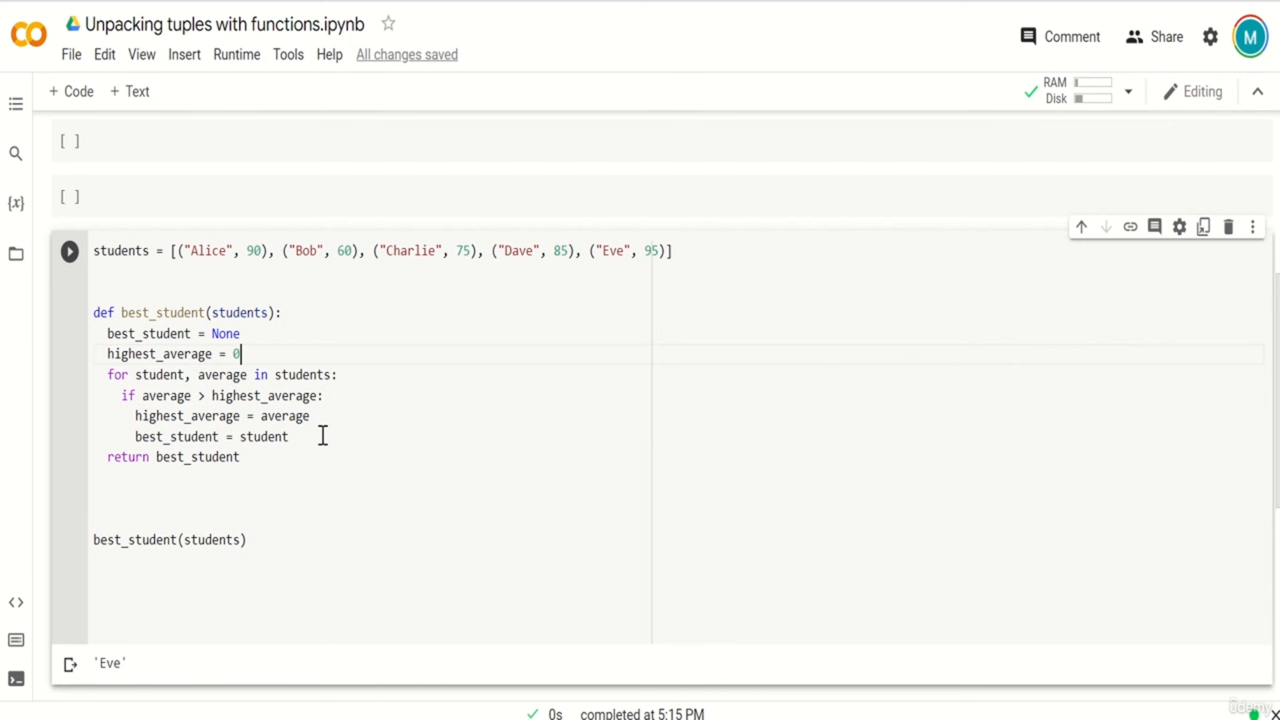 Unpacking tuples with functions.ipynb
File Edit View Insert Runtime Tools Help All changes saved
Comment Share M
+ Code + Text
RAM
Disk
Editing
[ ]
[ ]
{x}
students = [("Alice", 90), ("Bob", 60), ("Charlie", 75), ("Dave", 85), ("Eve", 95)]
def best_student(students):
best_student = None
highest_average = 0
for student, average in students:
if average > highest_average:
highest_average = average
best_student = student
return best_student
best_student(students)
'Eve'
0s completed at 5:15 PM
udemy